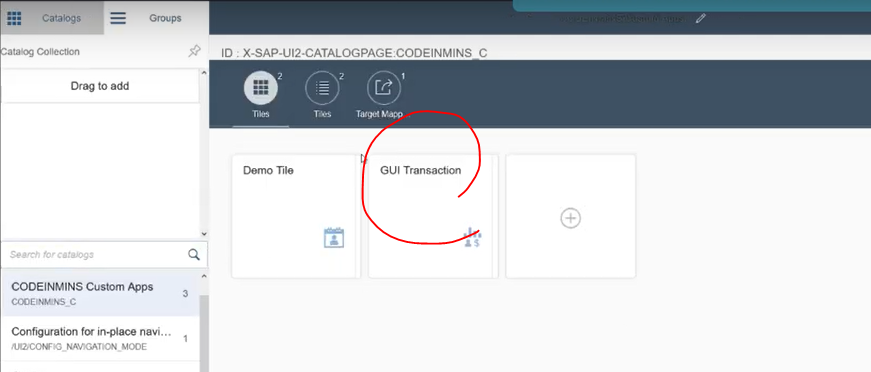 Catalogs Groups
Catalog Collection
Drag to add
Search for catalogs
CODEINMINS Custom Apps 3
CODEINMINS_C
Configuration for in-place navi... 1
/UI2/CONFIG_NAVIGATION_MODE
ID : X-SAP-UI2-CATALOGPAGE:CODEINMINS_C
2 2 1
Tiles Tiles Target Mapp...
Demo Tile GUI Transaction